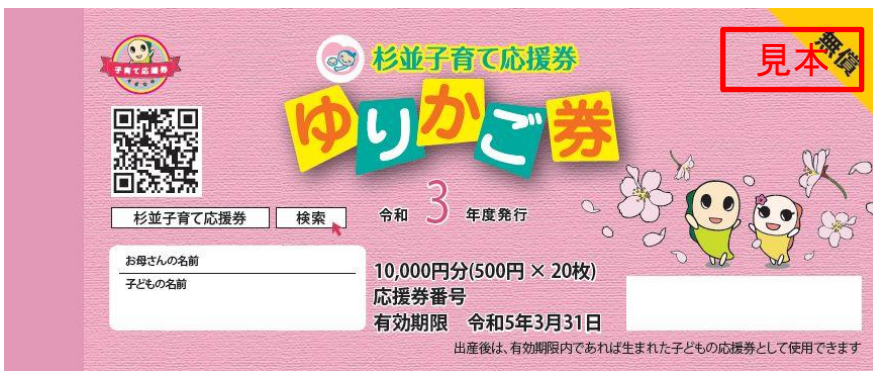 子育て応援券
杉並子育て応援券
見本
無償
ゆりかご券
令和 3 年度発行
杉並子育て応援券 検索
お母さんの名前
子どもの名前
10,000円分(500円 × 20枚)
応援券番号
有効期限 令和5年3月31日
出産後は、有効期限内であれば生まれた子どもの応援券として使用できます